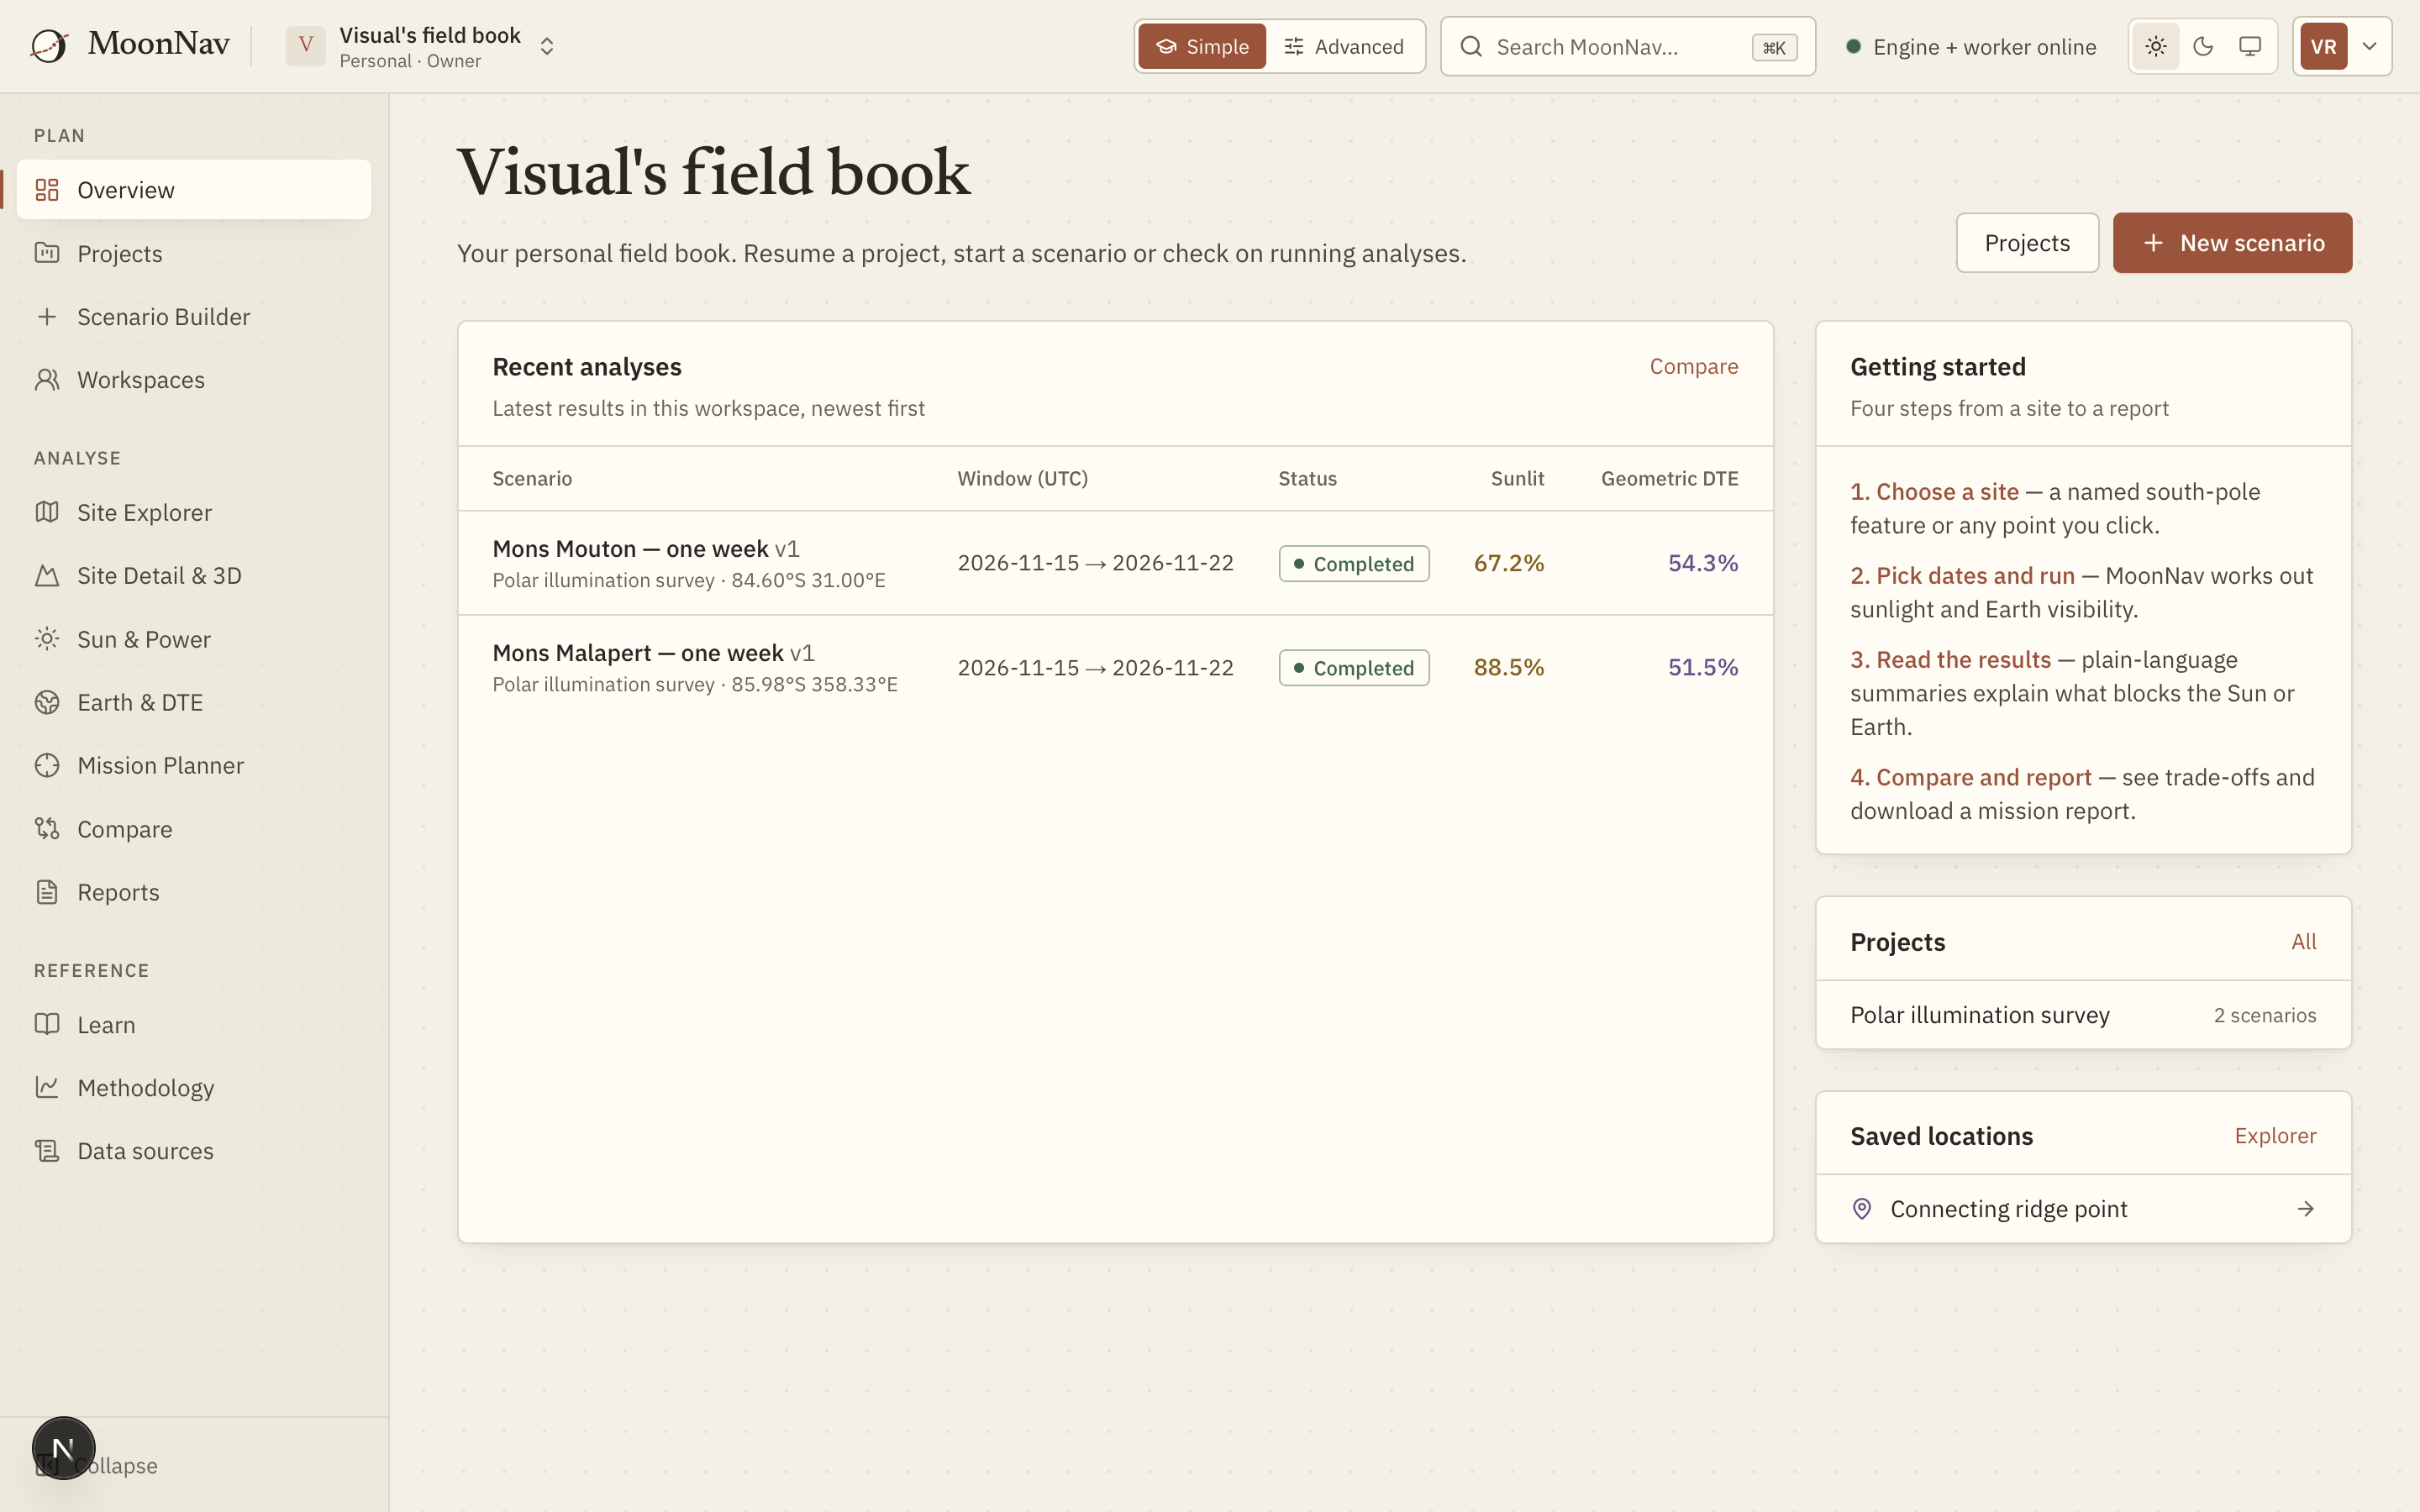 MoonNav
V
Visual's field book
Personal · Owner
Simple
Advanced
Search MoonNav...
⌘K
Engine + worker online
VR
PLAN
Overview
Projects
Scenario Builder
Workspaces
ANALYSE
Site Explorer
Site Detail & 3D
Sun & Power
Earth & DTE
Mission Planner
Compare
Reports
REFERENCE
Learn
Methodology
Data sources
N
Collapse
Visual's field book
Your personal field book. Resume a project, start a scenario or check on running analyses.
Projects
+ New scenario
Recent analyses
Compare
Latest results in this workspace, newest first
Scenario Window (UTC) Status Sunlit Geometric DTE
Mons Mouton — one week v1
Polar illumination survey · 84.60°S 31.00°E
2026-11-15 → 2026-11-22
Completed
67.2%
54.3%
Mons Malapert — one week v1
Polar illumination survey · 85.98°S 358.33°E
2026-11-15 → 2026-11-22
Completed
88.5%
51.5%
Getting started
Four steps from a site to a report
1. Choose a site — a named south-pole
feature or any point you click.
2. Pick dates and run — MoonNav works out
sunlight and Earth visibility.
3. Read the results — plain-language
summaries explain what blocks the Sun or
Earth.
4. Compare and report — see trade-offs and
download a mission report.
Projects
All
Polar illumination survey
2 scenarios
Saved locations
Explorer
Connecting ridge point